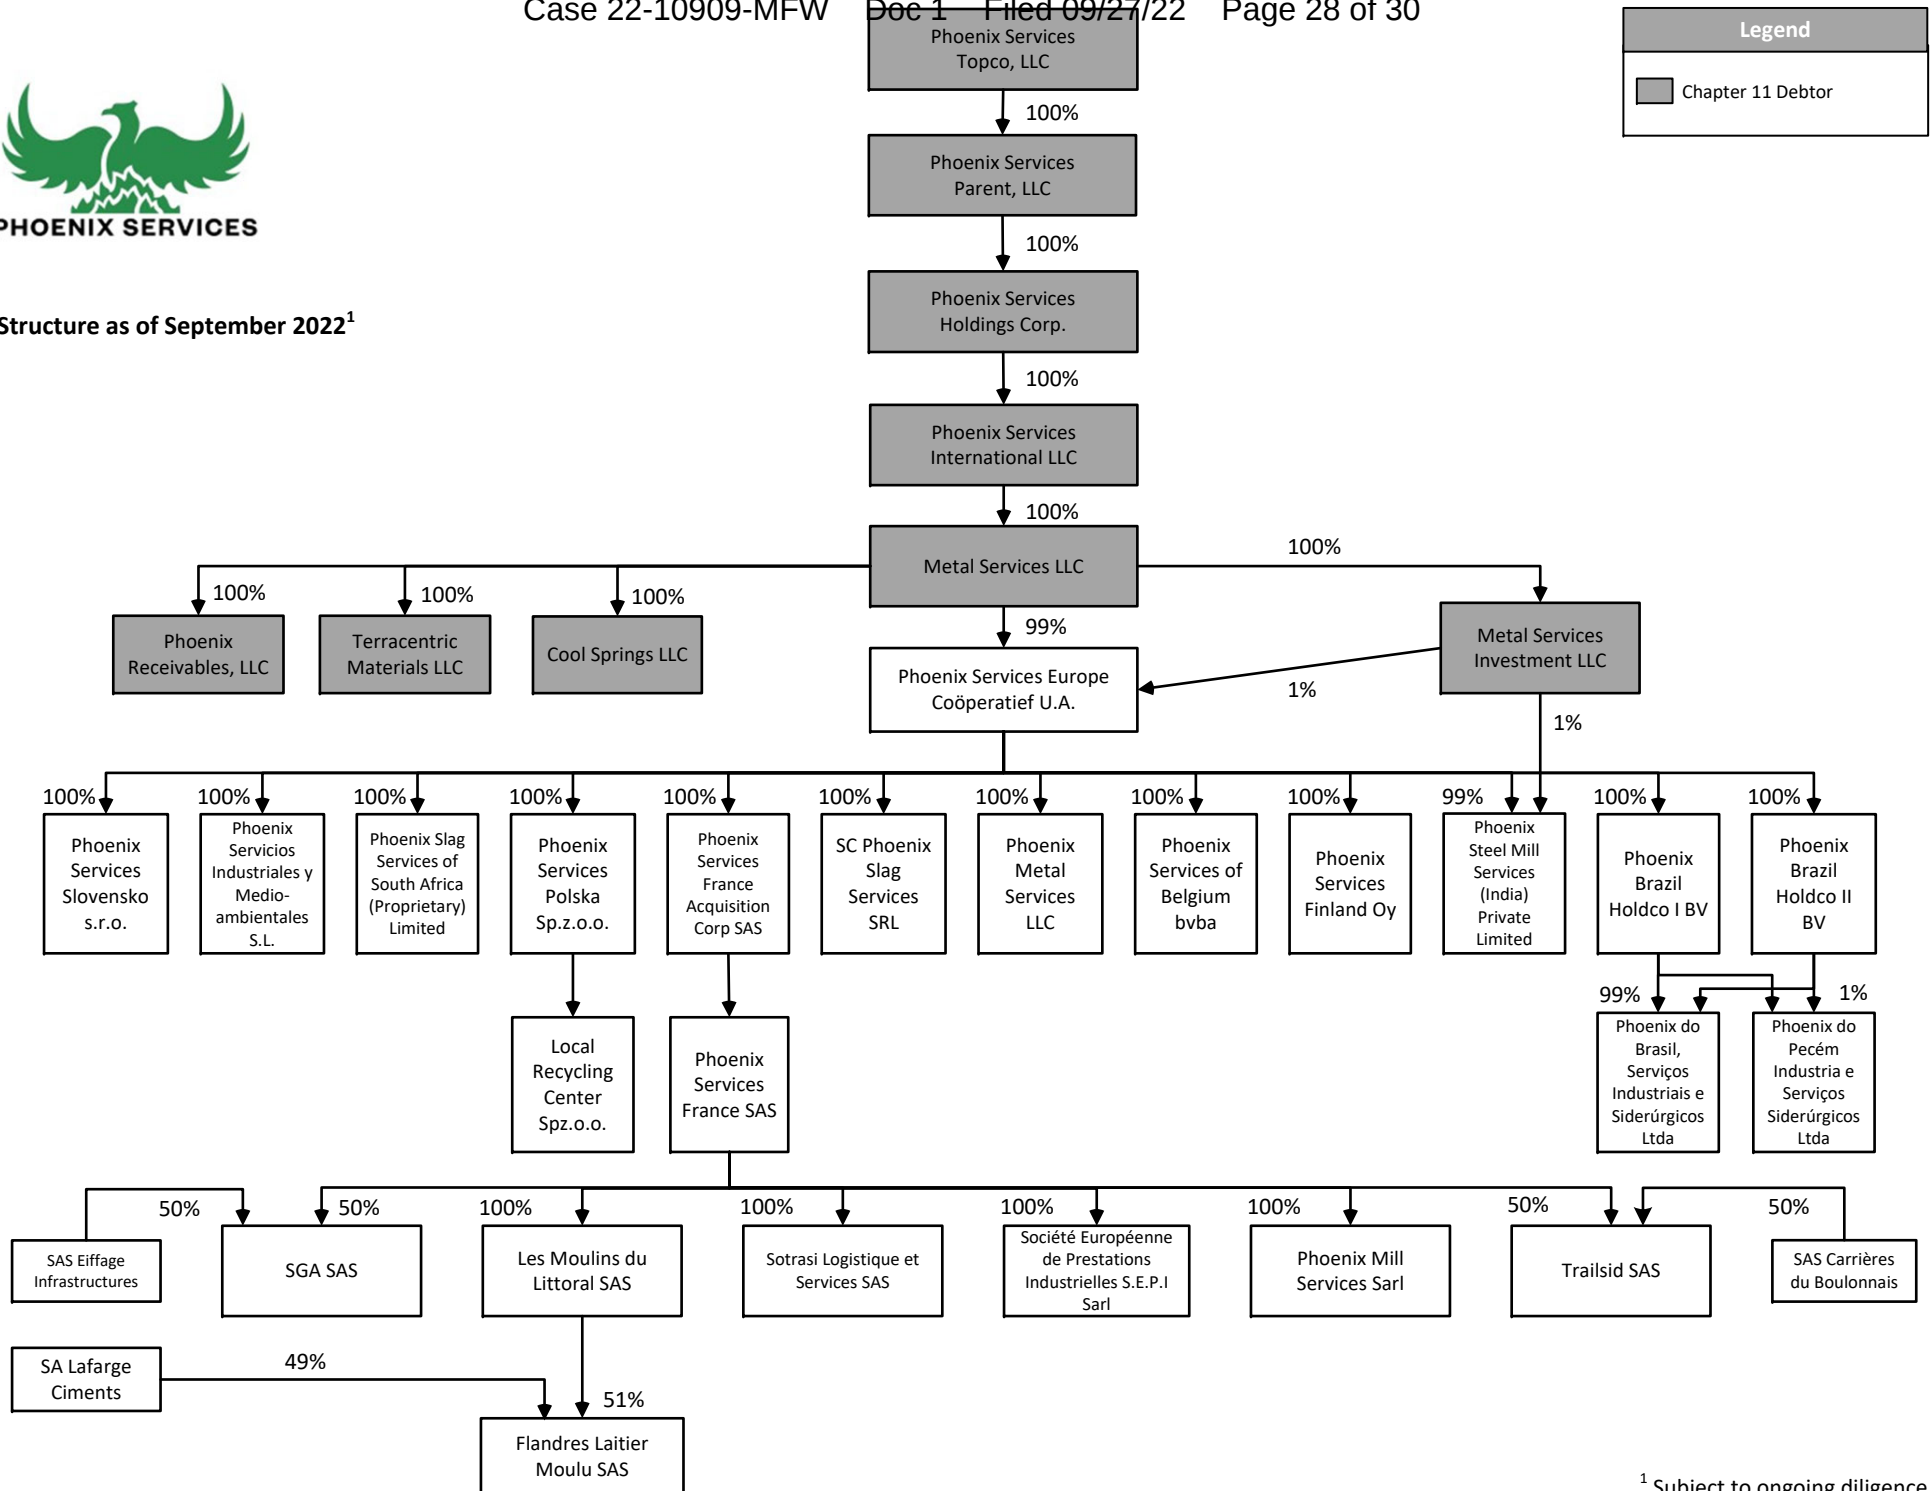 Case 22-10909-MFW Doc 1 Filed 09/27/22 Page 28 of 30
Legend
Chapter 11 Debtor
PHOENIX SERVICES
Structure as of September 2022¹
Phoenix Services
Topco, LLC
100%
Phoenix Services
Parent, LLC
100%
Phoenix Services
Holdings Corp.
100%
Phoenix Services
International LLC
100%
Metal Services LLC
100%
100%
100%
100%
Phoenix
Receivables, LLC
Terracentric
Materials LLC
Cool Springs LLC
99%
Metal Services
Investment LLC
Phoenix Services Europe
Coöperatief U.A.
1%
1%
100%
100%
100%
100%
100%
100%
100%
100%
100%
99%
100%
100%
Phoenix
Services
Slovensko
s.r.o.
Phoenix
Servicios
Industriales y
Medio-
ambientales
S.L.
Phoenix Slag
Services of
South Africa
(Proprietary)
Limited
Phoenix
Services
Polska
Sp.z.o.o.
Phoenix
Services
France
Acquisition
Corp SAS
SC Phoenix
Slag
Services
SRL
Phoenix
Metal
Services
LLC
Phoenix
Services of
Belgium
bvba
Phoenix
Services
Finland Oy
Phoenix
Steel Mill
Services
(India)
Private
Limited
Phoenix
Brazil
Holdco I BV
Phoenix
Brazil
Holdco II
BV
99%
1%
Local
Recycling
Center
Spz.o.o.
Phoenix
Services
France SAS
Phoenix do
Brasil,
Serviços
Industriais e
Siderúrgicos
Ltda
Phoenix do
Pecém
Industria e
Serviços
Siderúrgicos
Ltda
50%
50%
100%
100%
100%
100%
50%
50%
SAS Eiffage
Infrastructures
SGA SAS
Les Moulins du
Littoral SAS
Sotrasi Logistique et
Services SAS
Société Européenne
de Prestations
Industrielles S.E.P.I
Sarl
Phoenix Mill
Services Sarl
Trailsid SAS
SAS Carrières
du Boulonnais
SA Lafarge
Ciments
49%
51%
Flandres Laitier
Moulu SAS
¹ Subject to ongoing diligence